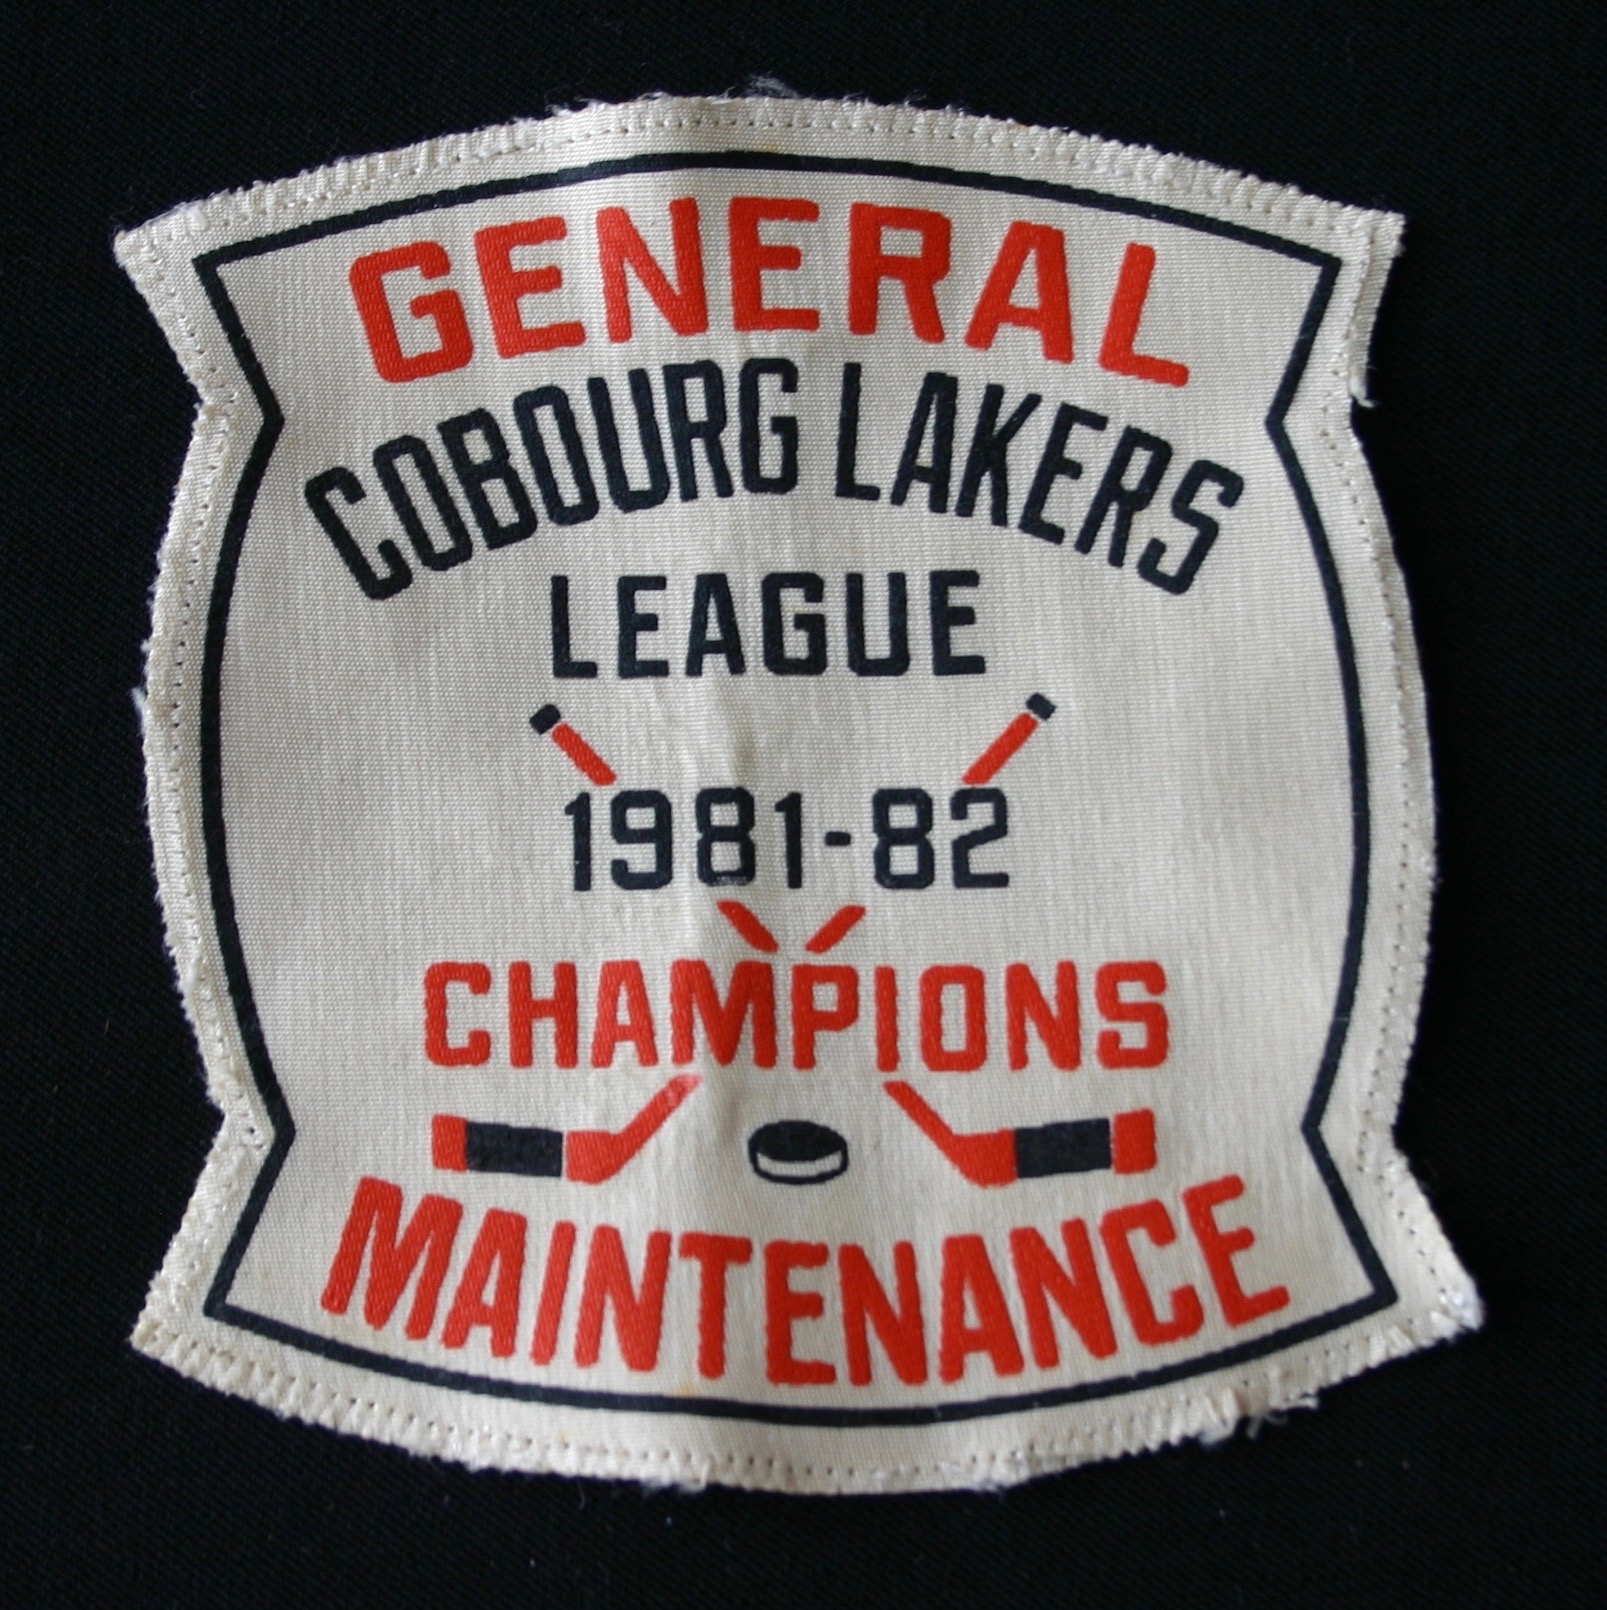 GENERAL
COBOURG LAKERS
LEAGUE
1981-82
CHAMPIONS
MAINTENANCE